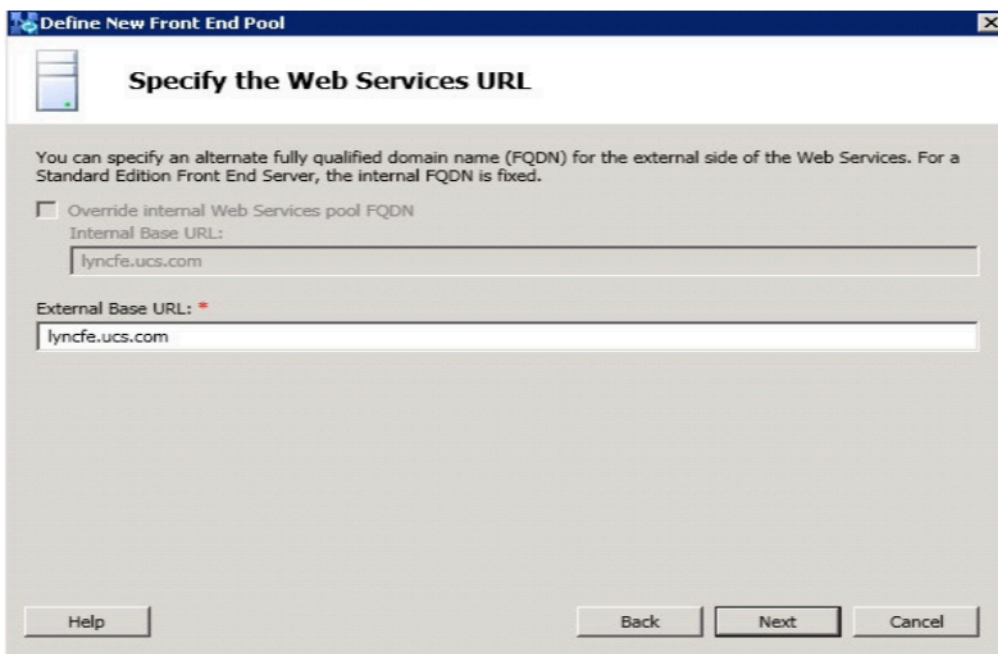 Define New Front End Pool
Specify the Web Services URL
You can specify an alternate fully qualified domain name (FQDN) for the external side of the Web Services. For a
Standard Edition Front End Server, the internal FQDN is fixed.
Override internal Web Services pool FQDN
Internal Base URL:
lyncfe.ucs.com
External Base URL: *
lyncfe.ucs.com
Help
Back
Next
Cancel